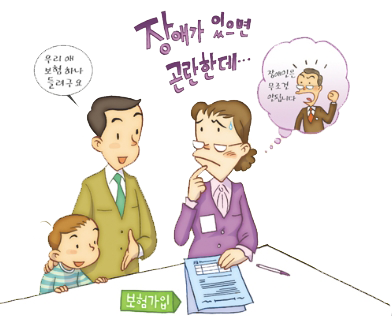 장애가 있으면
곤란한데...
우리 애
보험 하나
들려구요
장애인은
무조건
안됩니다
보험가입